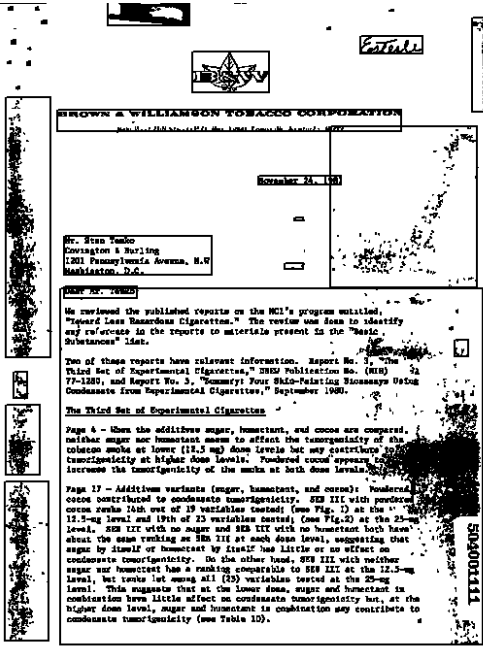 Esterle
B&W
BROWN & WILLIAMSON TOBACCO CORPORATION
November 24, 198
Mr. Stan Temko
Covington & Burling
1201 Pennsylvania Avenue, N.W
Washington, D.C.
Dear Mr. Temko
We reviewed the published reports on the NCI's program entitled,
"Toward Less Hazardous Cigarettes." The review was done to identify
any reference in the reports to materials present in the "Basic
Substances" list.
Two of these reports have relevant information. Report No. 3, "The
Third Set of Experimental Cigarettes," DHEW Publication No. (NIH)
77-1280, and Report No. 5, "Summary: Four Skin-Painting Bioassays Using
Condensate from Experimental Cigarettes," September 1980.
The Third Set of Experimental Cigarettes
Page 4 - When the additives sugar, humectant, and cocoa are compared,
neither sugar nor humectant seems to affect the tumorigenicity of the
tobacco smoke at lower (12.5 mg) dose levels but may contribute to
tumorigenicity at higher dose levels. Powdered cocoa appears to
increase the tumorigenicity of the smoke at both dose levels.
Page 17 - Additives variants (sugar, humectant, and cocoa): Powdered
cocoa contributed to condensate tumorigenicity. SEB III with powdered
cocoa ranks 14th out of 19 variables tested; (see Fig. 1) at the
12.5-mg level and 19th of 23 variables tested; (see Fig.2) at the 25-mg
level. SEB III with no sugar and SEB III with no humectant both have
about the same ranking as SEB III at each dose level, suggesting that
sugar by itself or humectant by itself has little or no effect on
condensate tumorigenicity. On the other hand, SEB III with neither
sugar nor humectant has a ranking comparable to SEB III at the 12.5-mg
level, but ranks 1st among all (23) variables tested at the 25-mg
level. This suggests that at the lower dose, sugar and humectant in
combination have little effect on condensate tumorigenicity but, at the
higher dose level, sugar and humectant in combination may contribute to
condensate tumorigenicity (see Table 10).
504001111